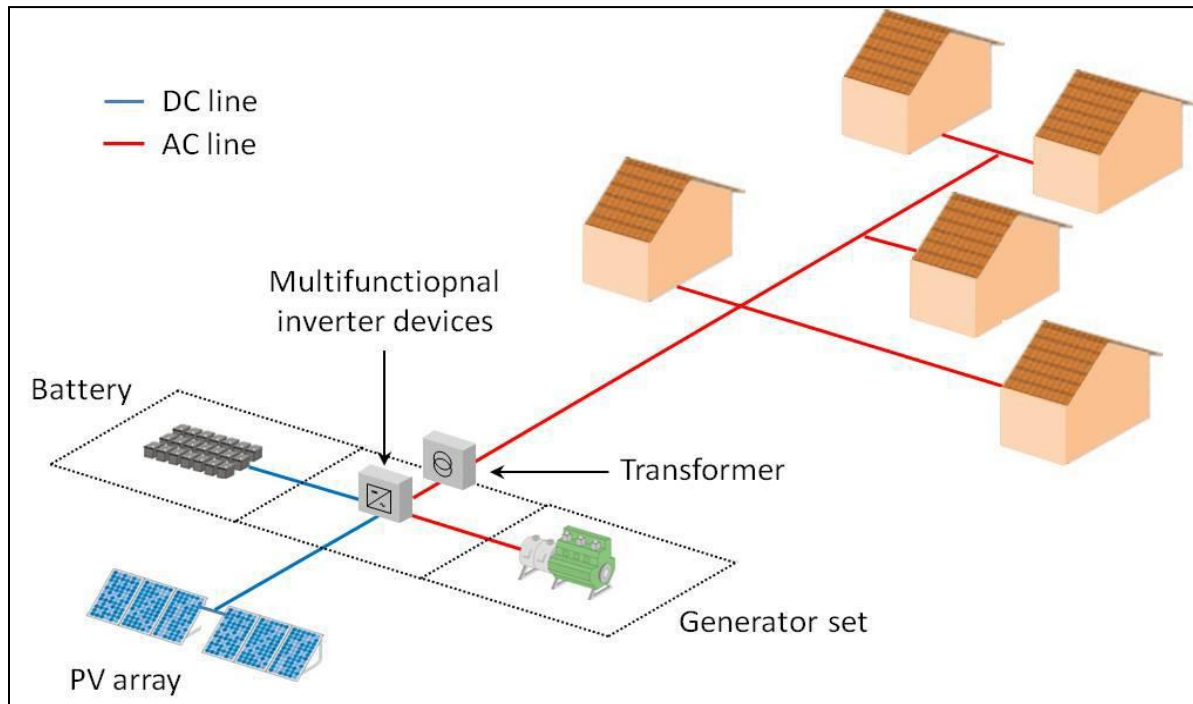 DC line
AC line
Multifunctiopnal
inverter devices
Battery
Transformer
Generator set
PV array